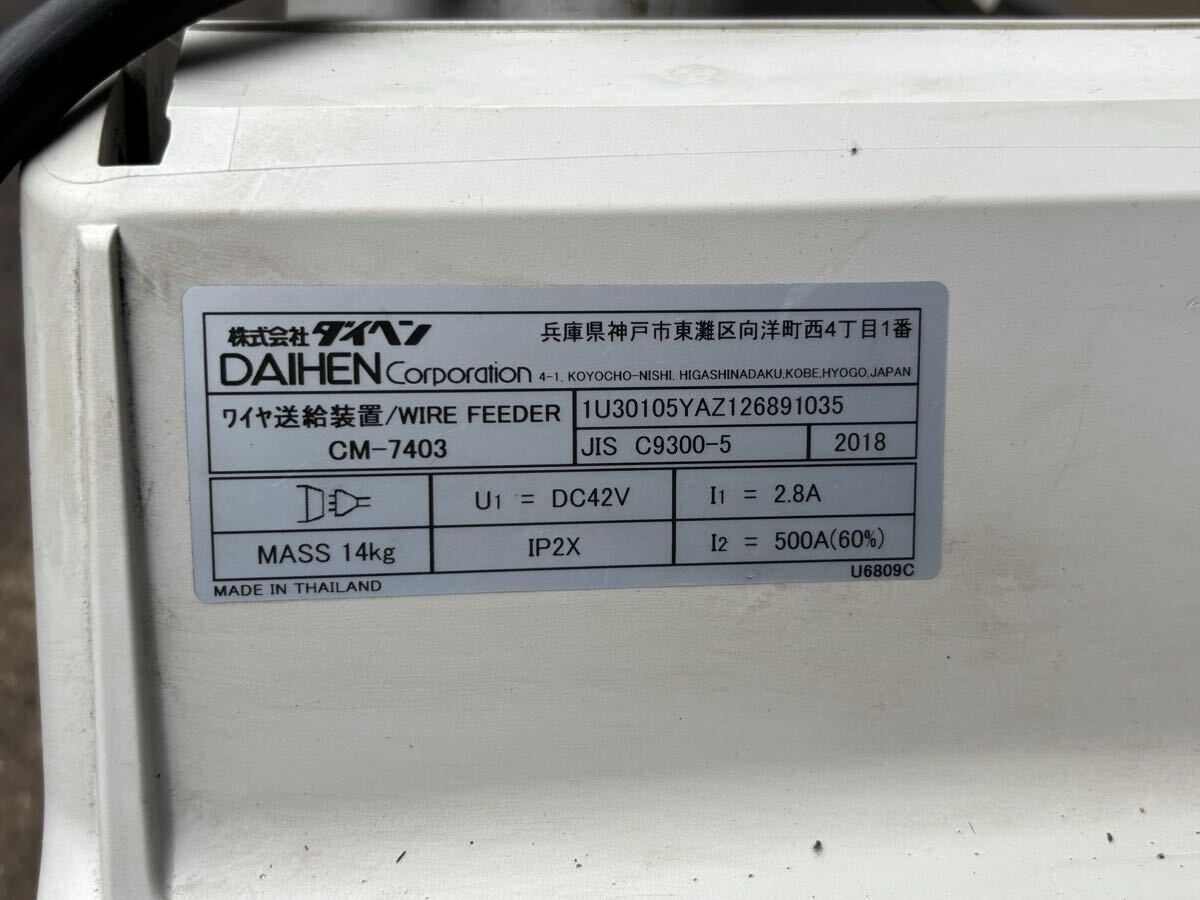 株式会社 ダイヘン 兵庫県神戸市東灘区向洋町西4丁目1番
DAIHEN Corporation 4-1, KOYOCHO-NISHI, HIGASHINADAKU,KOBE,HYOGO,JAPAN
ワイヤ送給装置/WIRE FEEDER
CM-7403
1U30105YAZ126891035
JIS C9300-5 2018
U1 = DC42V I1 = 2.8A
MASS 14kg IP2X I2 = 500A(60%)
MADE IN THAILAND U6809C